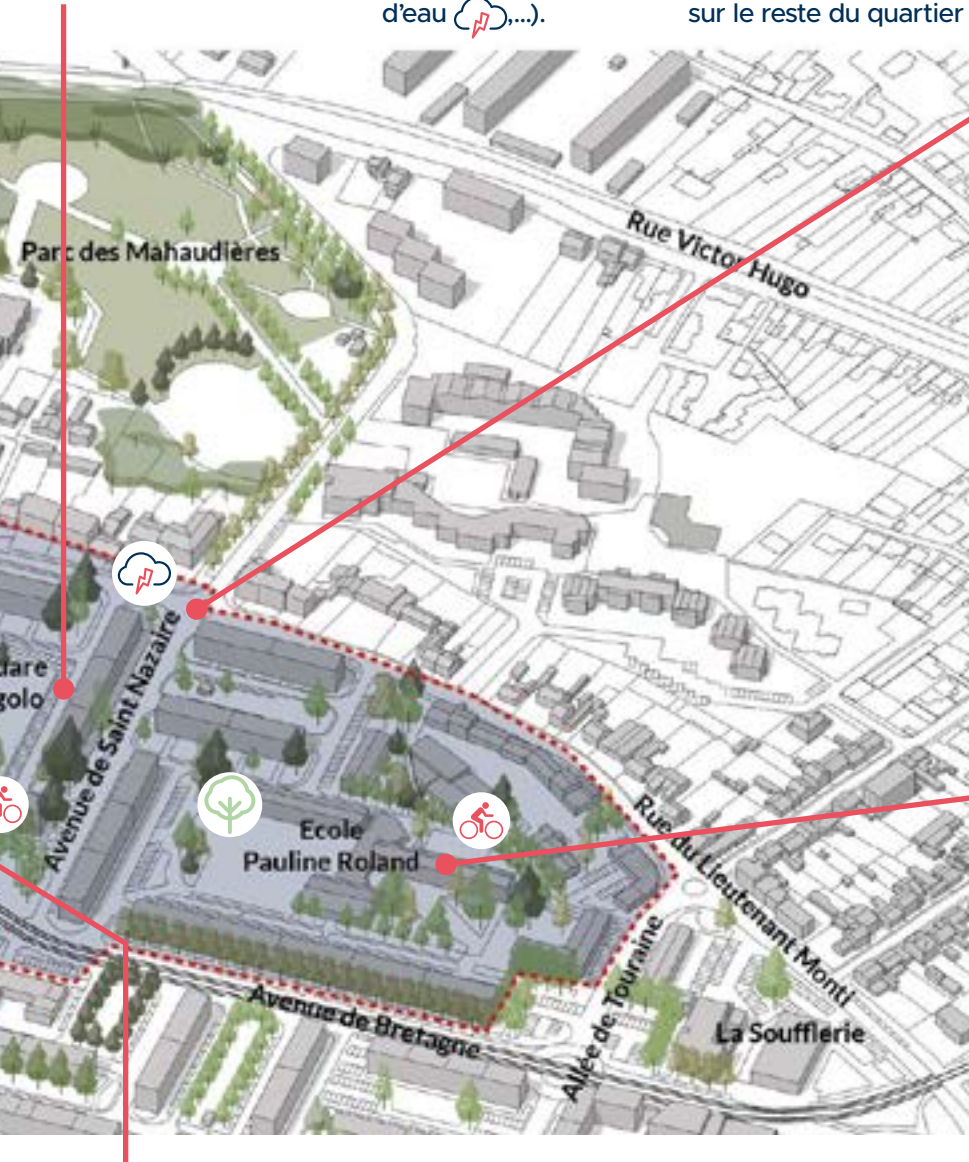 d’eau ,...).
sur le reste du quartier
Rue Victor Hugo
Parc des Mahaudières
Avenue de Saint Nazaire
Ecole
Pauline Roland
Rue du Lieutenant Monti
Allée de Touraine
Avenue de Bretagne
La Soufflerie